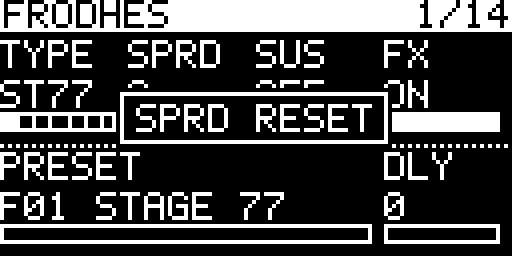 FRODHES 1/14
TYPE SPRD SUS FX
ST77 ON
SPRD RESET
PRESET DLY
F01 STAGE 77 0